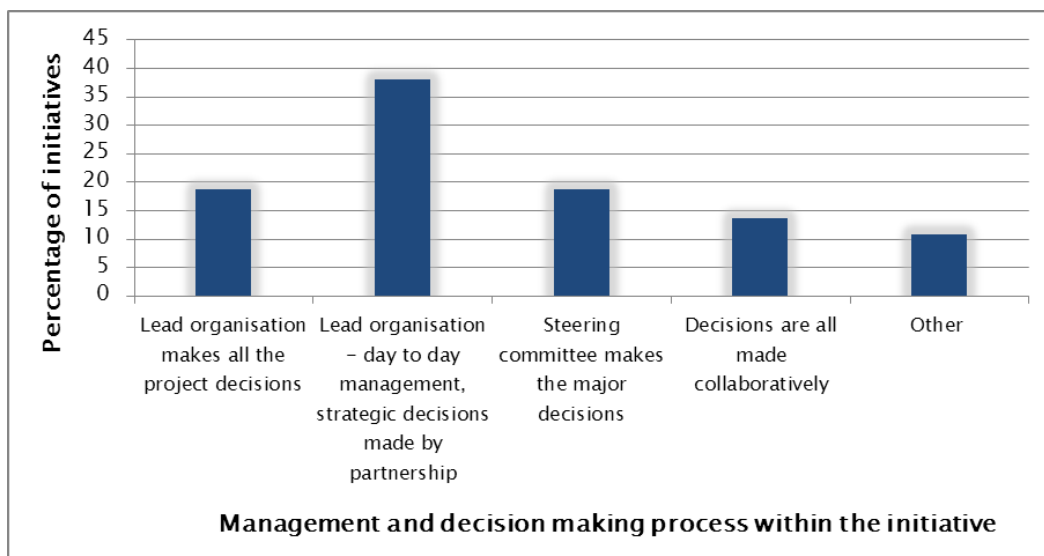 Percentage of initiatives
45
40
35
30
25
20
15
10
5
0
Lead organisation
makes all the
project decisions
Lead organisation
– day to day
management,
strategic decisions
made by
partnership
Steering
committee makes
the major
decisions
Decisions are all
made
collaboratively
Other
Management and decision making process within the initiative